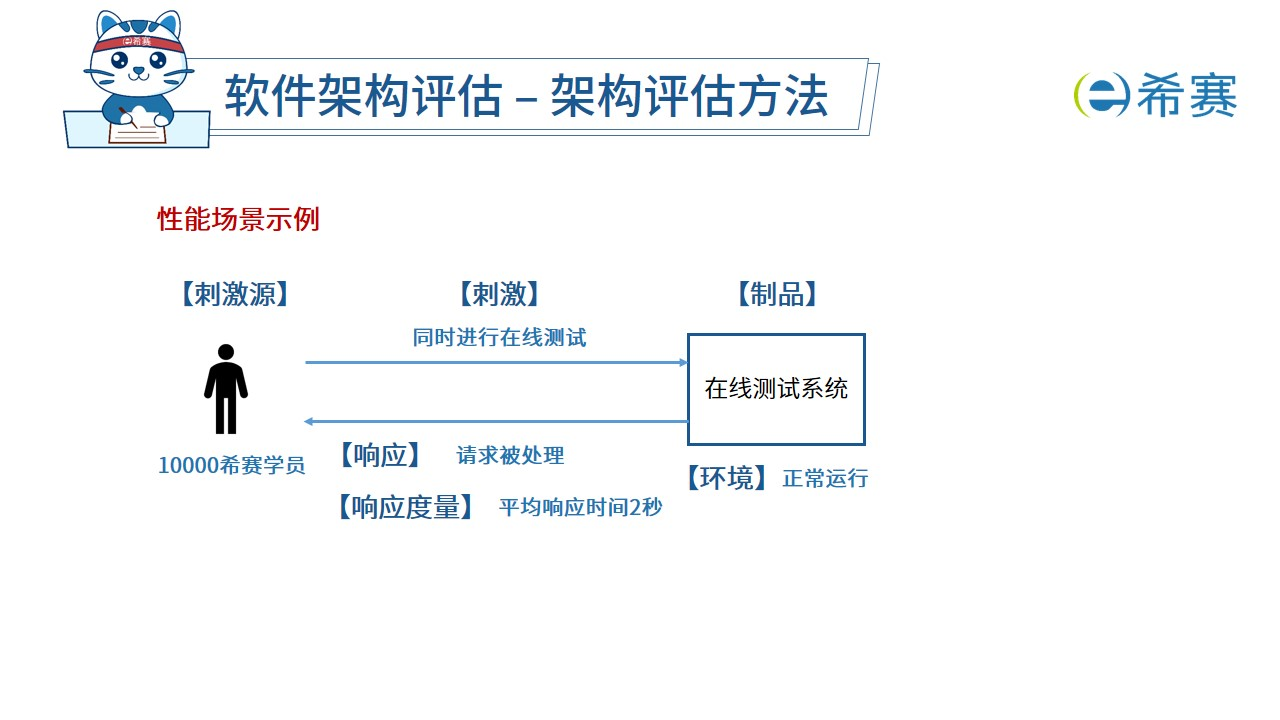 希赛
软件架构评估 – 架构评估方法
希赛
性能场景示例
【刺激源】
【刺激】
【制品】
同时进行在线测试
在线测试系统
10000希赛学员
【响应】 请求被处理
【环境】 正常运行
【响应度量】 平均响应时间2秒